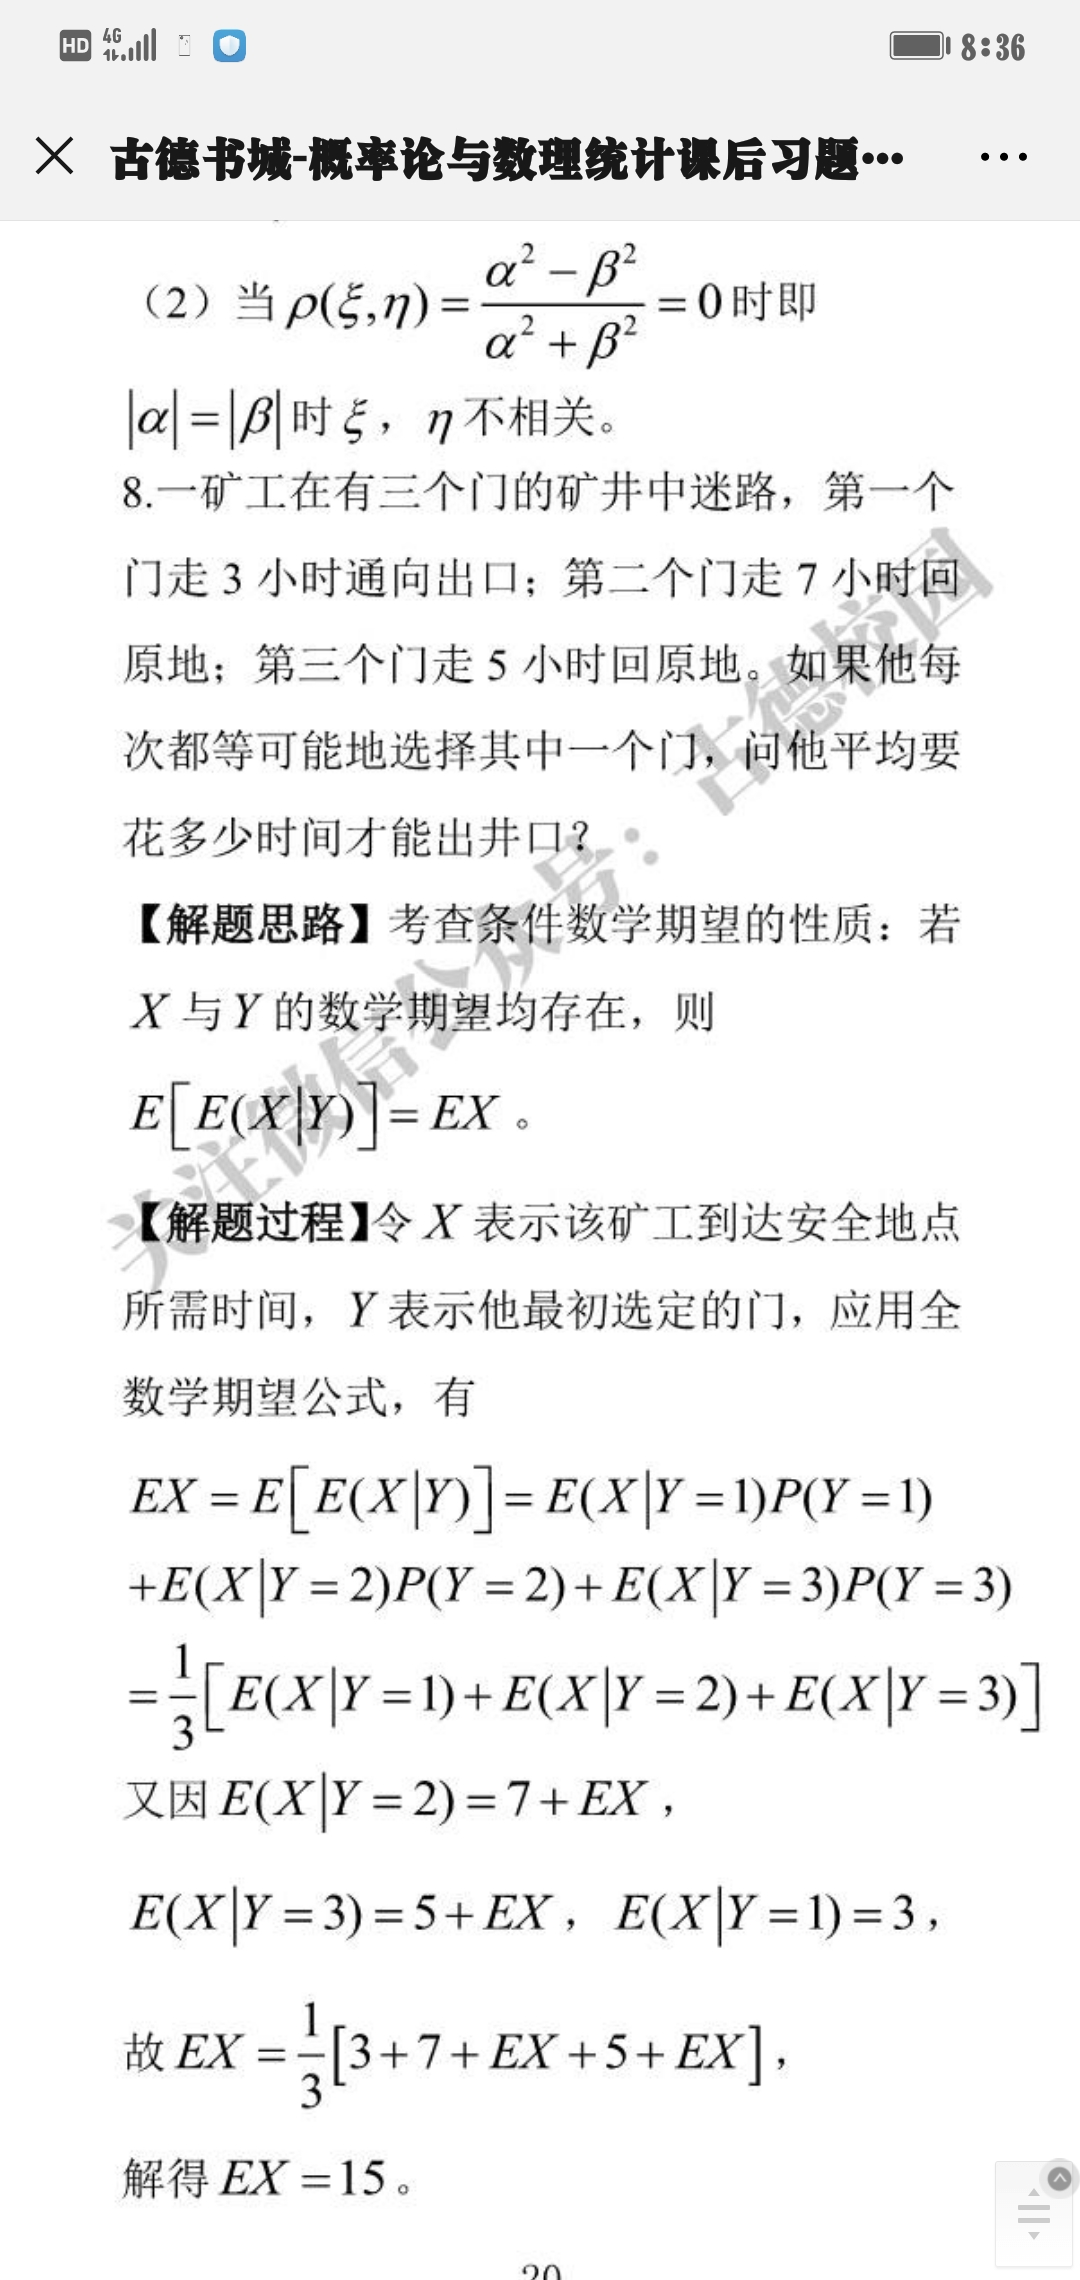 HD 4G 8:36
古德书城-概率论与数理统计课后习题···
（2）当 ρ(ξ,η) = (α² − β²)/(α² + β²) = 0 时即
|α| = |β| 时 ξ，η 不相关。
8.一矿工在有三个门的矿井中迷路，第一个
门走 3 小时通向出口；第二个门走 7 小时回
原地；第三个门走 5 小时回原地。如果他每
次都等可能地选择其中一个门，问他平均要
花多少时间才能出井口？
【解题思路】考查条件数学期望的性质：若
X 与 Y 的数学期望均存在，则
E[E(X|Y)] = EX 。
【解题过程】令 X 表示该矿工到达安全地点
所需时间，Y 表示他最初选定的门，应用全
数学期望公式，有
EX = E[E(X|Y)] = E(X|Y = 1)P(Y = 1)
+E(X|Y = 2)P(Y = 2) + E(X|Y = 3)P(Y = 3)
= 1/3[E(X|Y = 1) + E(X|Y = 2) + E(X|Y = 3)]
又因 E(X|Y = 2) = 7 + EX ，
E(X|Y = 3) = 5 + EX ， E(X|Y = 1) = 3 ，
故 EX = 1/3[3 + 7 + EX + 5 + EX] ，
解得 EX = 15 。
20
关注微信公众号：古德校园